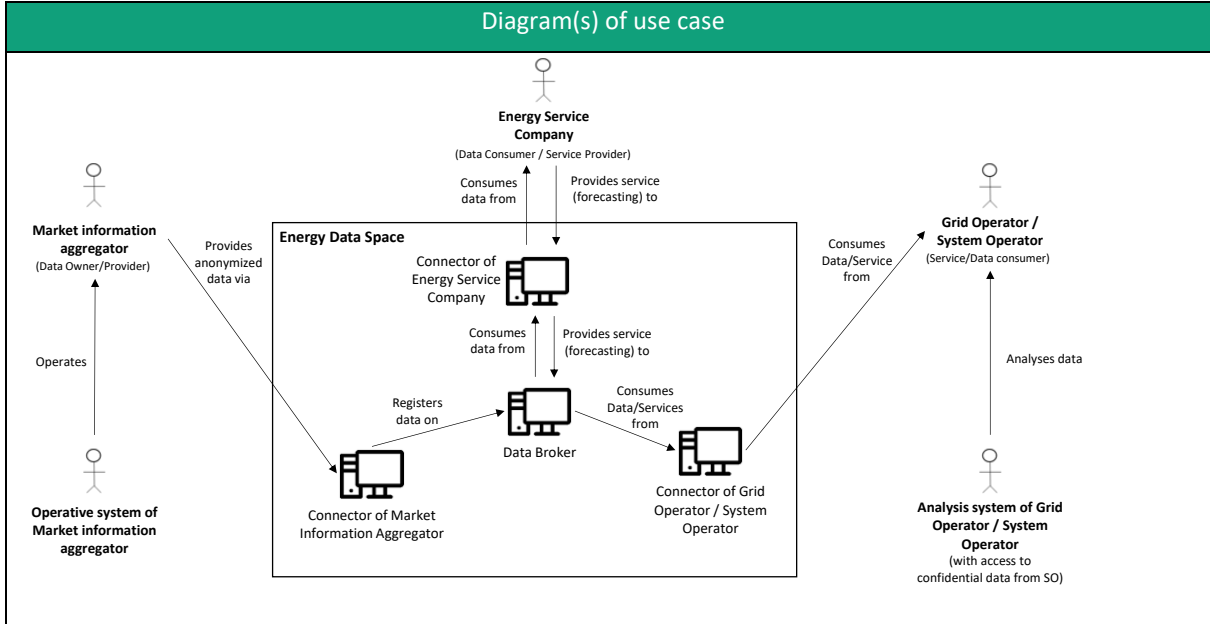 Diagram(s) of use case
Energy Service
Company
(Data Consumer / Service Provider)
Consumes
data from
Provides service
(forecasting) to
Market information
aggregator
(Data Owner/Provider)
Provides
anonymized
data via
Grid Operator /
System Operator
(Service/Data consumer)
Consumes
Data/Service
from
Energy Data Space
Connector of
Energy Service
Company
Consumes
data from
Provides service
(forecasting) to
Operates
Analyses data
Registers
data on
Consumes
Data/Services
from
Data Broker
Connector of Market
Information Aggregator
Connector of Grid
Operator / System
Operator
Operative system of
Market information
aggregator
Analysis system of Grid
Operator / System
Operator
(with access to
confidential data from SO)